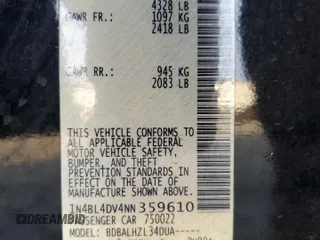 4328 LB
GAWR FR.: 1097 KG
2418 LB
GAWR RR.: 945 KG
2083 LB
THIS VEHICLE CONFORMS TO
ALL APPLICABLE FEDERAL
MOTOR VEHICLE SAFETY,
BUMPER, AND THEFT
PREVENTION STANDARDS IN
EFFECT ON THE DATE OF
MANUFACTURE SHOWN ABOVE.
1N4BL4DV4NN359610
PASSENGER CAR 750022
MODEL: BDBALHZL34DUA--